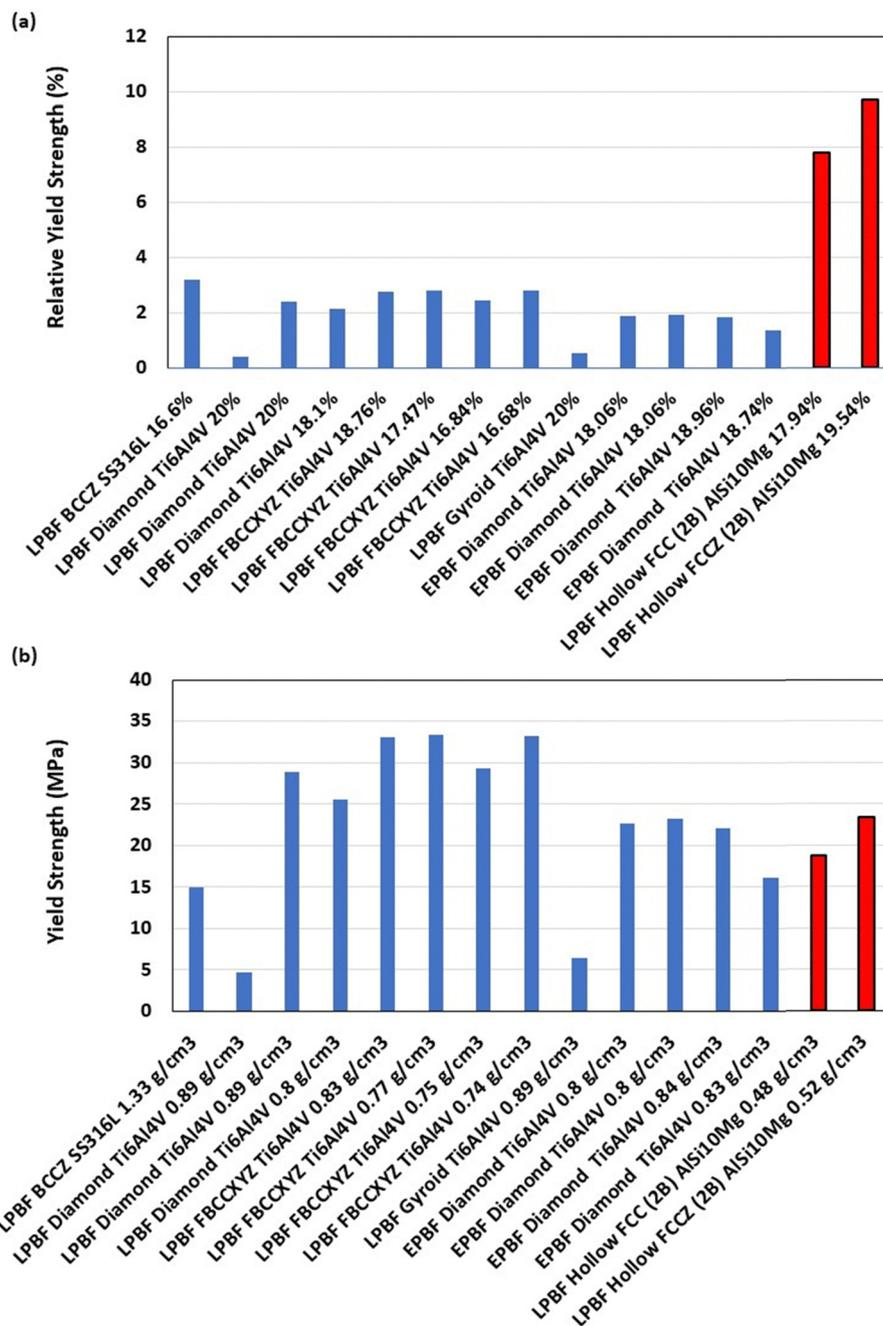 (a)
Relative Yield Strength (%)
12
10
8
6
4
2
0
LPBF BCCZ SS316L 16.6%
LPBF Diamond Ti6Al4V 20%
LPBF Diamond Ti6Al4V 20%
LPBF Diamond Ti6Al4V 18.1%
LPBF FBCCXYZ Ti6Al4V 18.76%
LPBF FBCCXYZ Ti6Al4V 17.47%
LPBF FBCCXYZ Ti6Al4V 16.84%
LPBF FBCCXYZ Ti6Al4V 16.68%
LPBF Gyroid Ti6Al4V 20%
EPBF Diamond Ti6Al4V 18.06%
EPBF Diamond Ti6Al4V 18.06%
EPBF Diamond Ti6Al4V 18.96%
EPBF Diamond Ti6Al4V 18.74%
LPBF Hollow FCC (2B) AlSi10Mg 17.94%
LPBF Hollow FCCZ (2B) AlSi10Mg 19.54%
(b)
Yield Strength (MPa)
40
35
30
25
20
15
10
5
0
LPBF BCCZ SS316L 1.33 g/cm3
LPBF Diamond Ti6Al4V 0.89 g/cm3
LPBF Diamond Ti6Al4V 0.89 g/cm3
LPBF Diamond Ti6Al4V 0.8 g/cm3
LPBF FBCCXYZ Ti6Al4V 0.83 g/cm3
LPBF FBCCXYZ Ti6Al4V 0.77 g/cm3
LPBF FBCCXYZ Ti6Al4V 0.75 g/cm3
LPBF FBCCXYZ Ti6Al4V 0.74 g/cm3
LPBF Gyroid Ti6Al4V 0.89 g/cm3
EPBF Diamond Ti6Al4V 0.8 g/cm3
EPBF Diamond Ti6Al4V 0.8 g/cm3
EPBF Diamond Ti6Al4V 0.84 g/cm3
EPBF Diamond Ti6Al4V 0.83 g/cm3
LPBF Hollow FCC (2B) AlSi10Mg 0.48 g/cm3
LPBF Hollow FCCZ (2B) AlSi10Mg 0.52 g/cm3